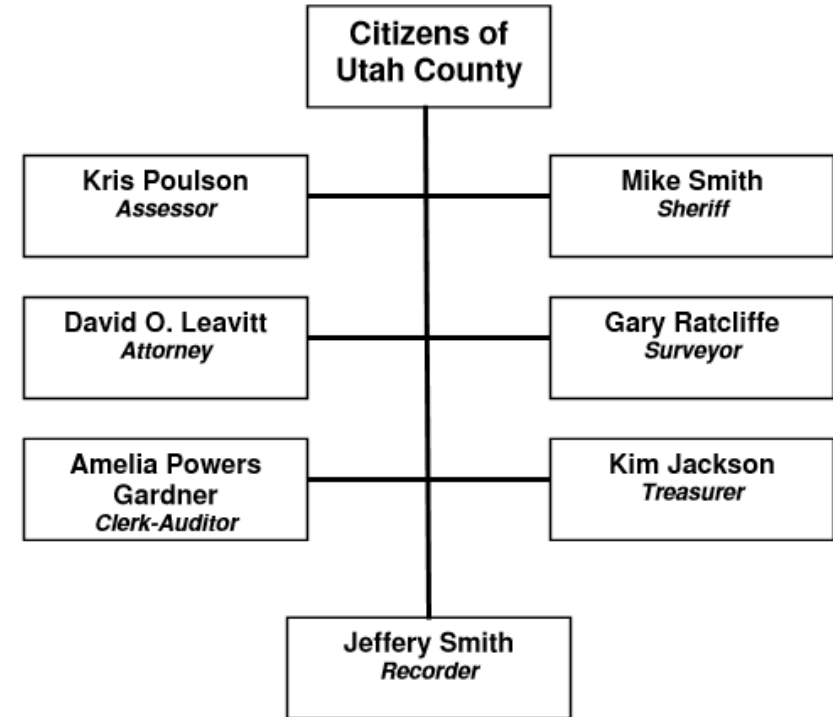 Citizens of
Utah County
Kris Poulson
Assessor
Mike Smith
Sheriff
David O. Leavitt
Attorney
Gary Ratcliffe
Surveyor
Amelia Powers
Gardner
Clerk-Auditor
Kim Jackson
Treasurer
Jeffery Smith
Recorder